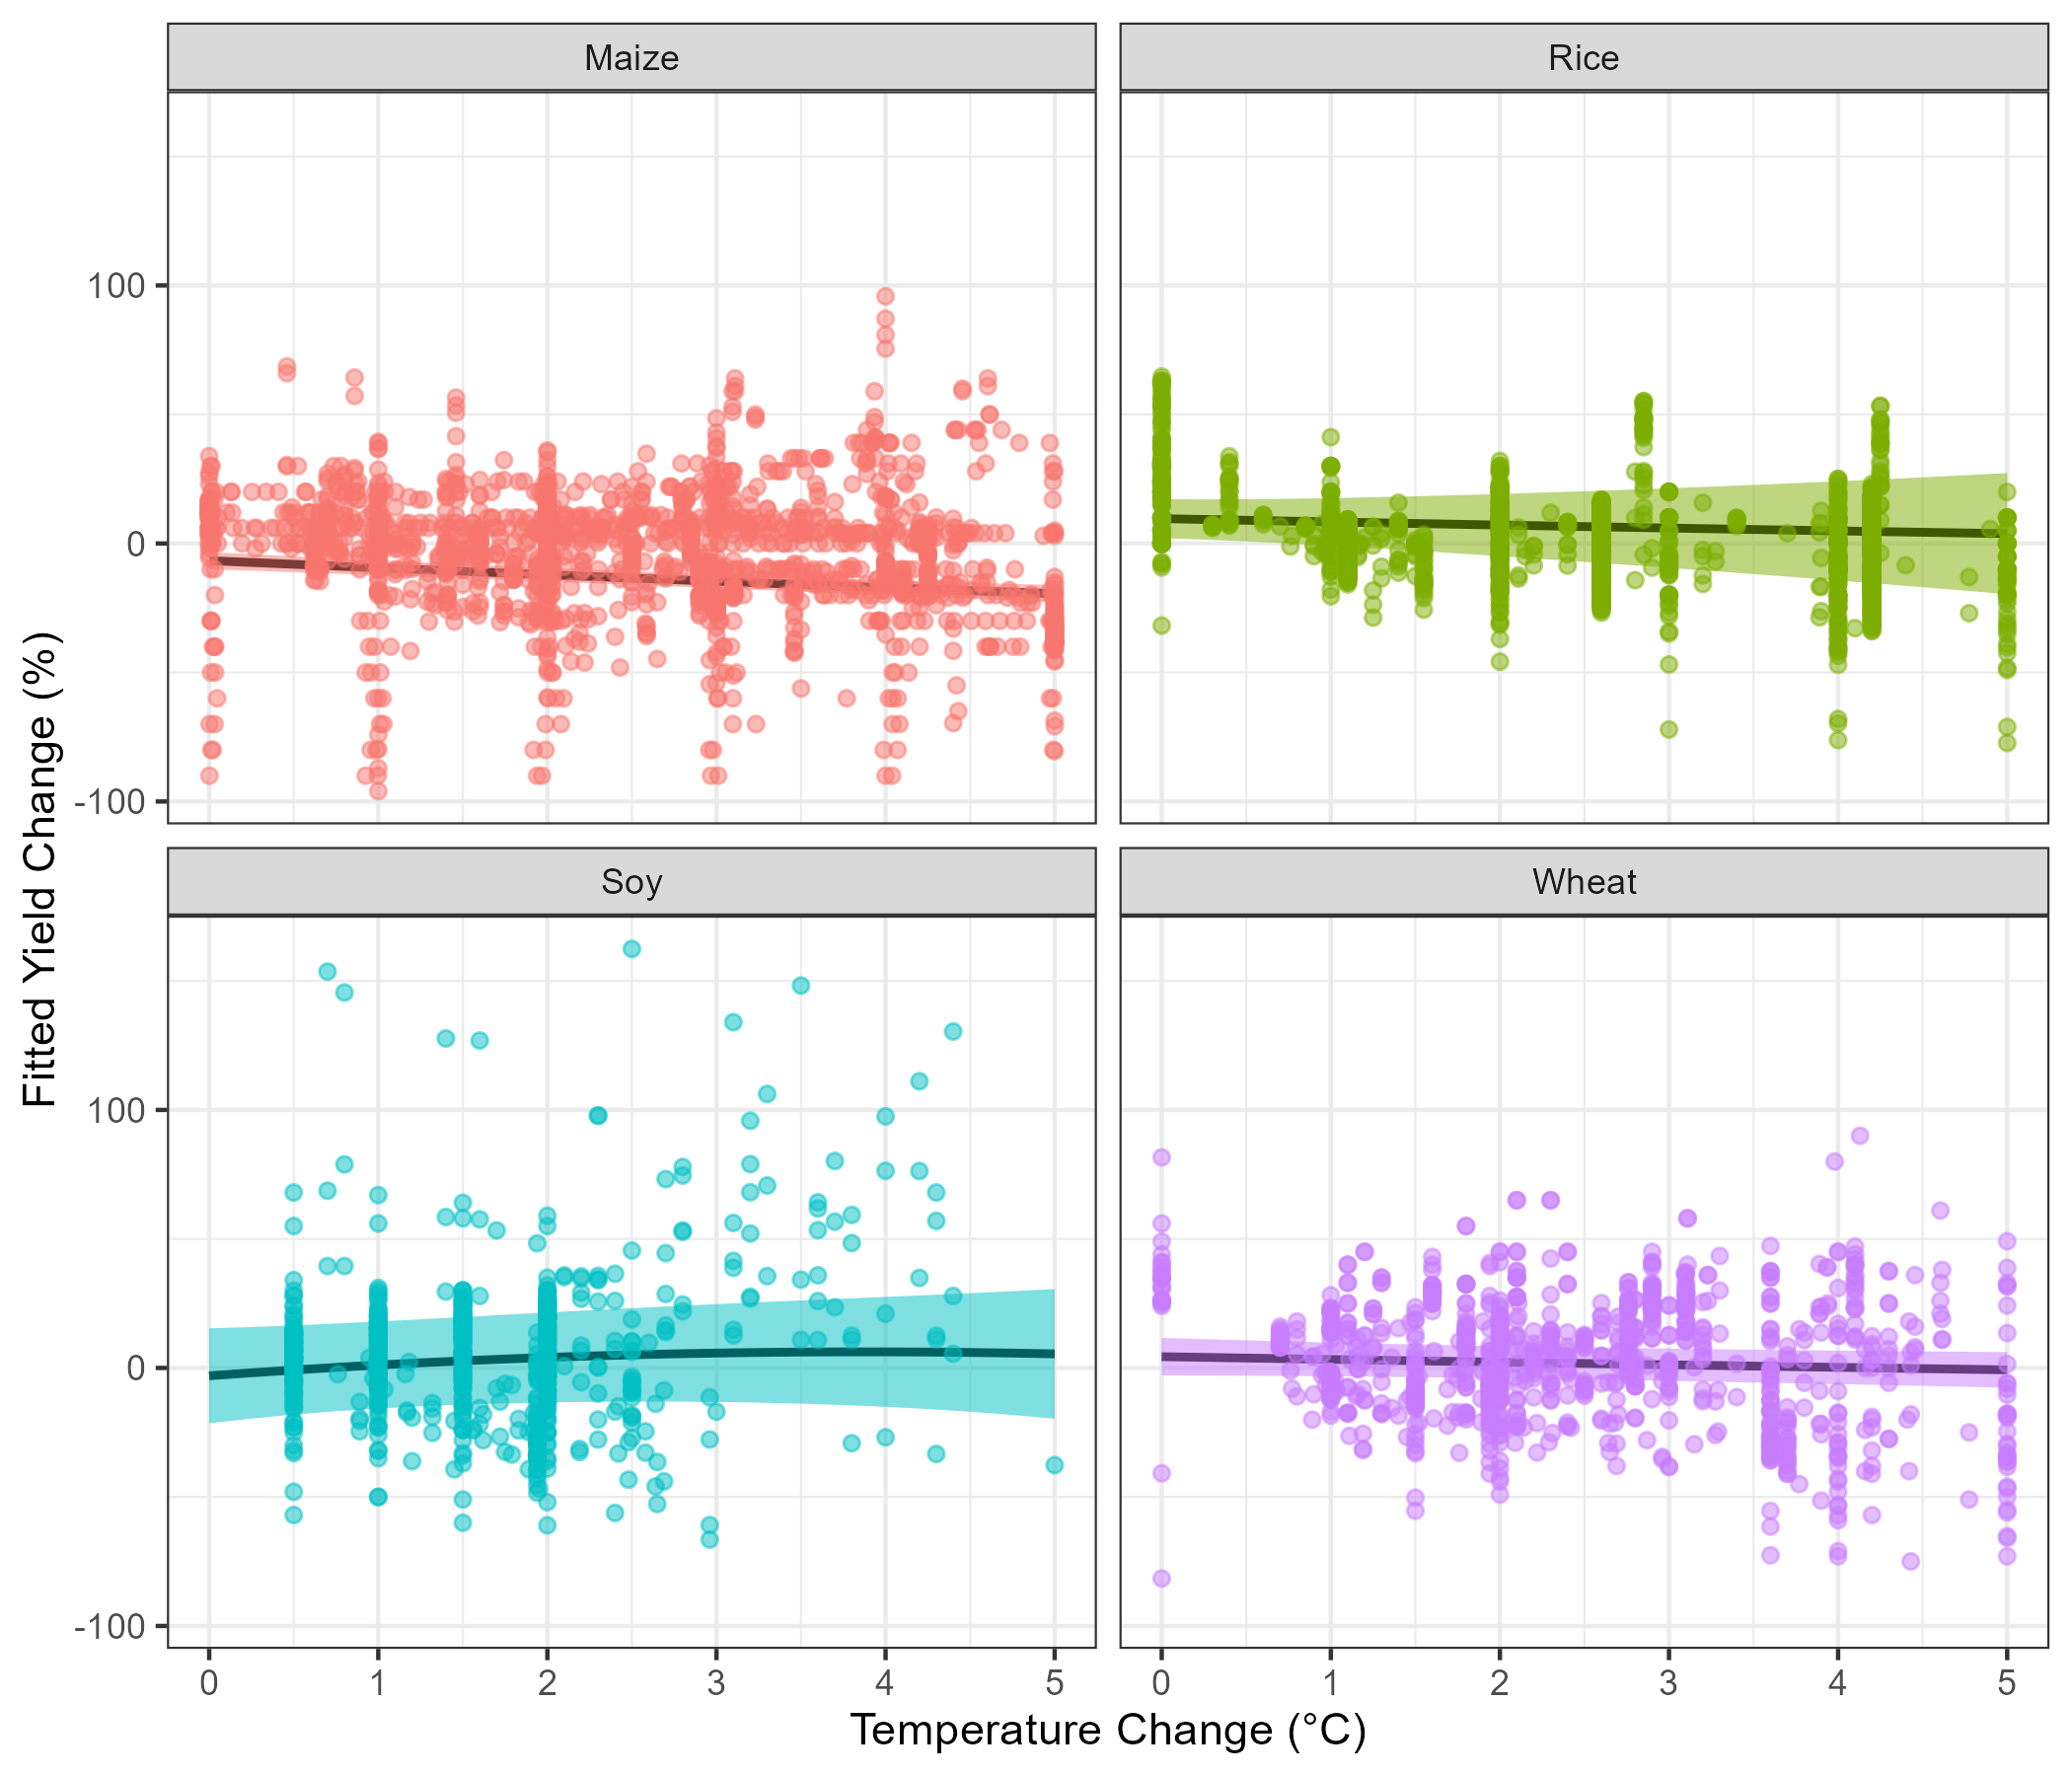 Maize
Rice
100
0
-100
Soy
Wheat
100
0
-100
0 1 2 3 4 5
0 1 2 3 4 5
Temperature Change (°C)
Fitted Yield Change (%)